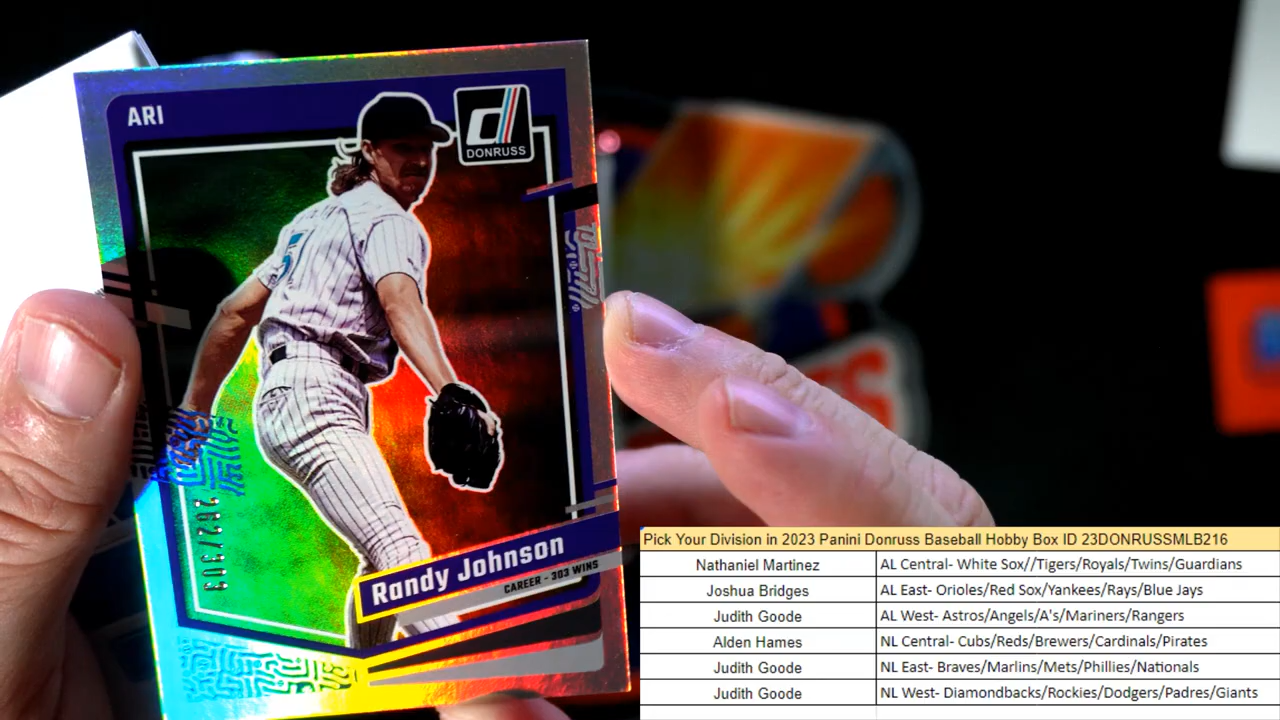 ARI
DONRUSS
262/303
Randy Johnson
CAREER - 303 WINS
Pick Your Division in 2023 Panini Donruss Baseball Hobby Box ID 23DONRUSSMLB216
Nathaniel Martinez AL Central- White Sox//Tigers/Royals/Twins/Guardians
Joshua Bridges AL East- Orioles/Red Sox/Yankees/Rays/Blue Jays
Judith Goode AL West- Astros/Angels/A's/Mariners/Rangers
Alden Hames NL Central- Cubs/Reds/Brewers/Cardinals/Pirates
Judith Goode NL East- Braves/Marlins/Mets/Phillies/Nationals
Judith Goode NL West- Diamondbacks/Rockies/Dodgers/Padres/Giants